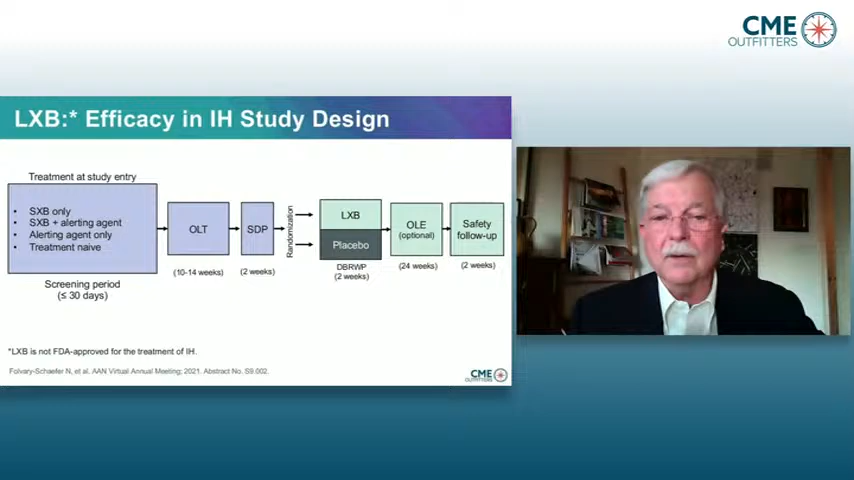 CME
OUTFITTERS
LXB:* Efficacy in IH Study Design
Treatment at study entry
• SXB only
• SXB + alerting agent
• Alerting agent only
• Treatment naive
Screening period
(≤ 30 days)
OLT
(10-14 weeks)
SDP
(2 weeks)
Randomization
LXB
Placebo
DBRWP
(2 weeks)
OLE
(optional)
(24 weeks)
Safety
follow-up
(2 weeks)
*LXB is not FDA-approved for the treatment of IH.
Folvary-Schaefer N, et al. AAN Virtual Annual Meeting; 2021. Abstract No. S9.002.
CME
OUTFITTERS